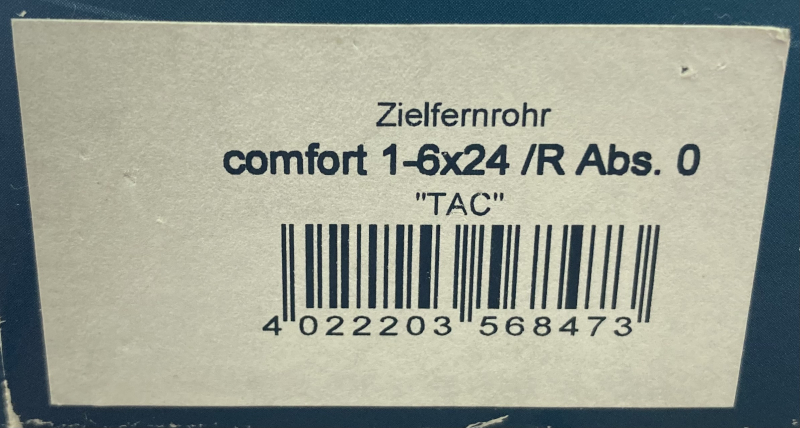 Zielfernrohr
comfort 1-6x24 /R Abs. 0
"TAC"
4 022203 568473